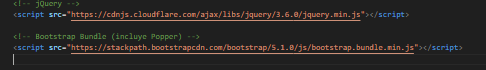 <!-- jQuery -->
<script src="https://cdnjs.cloudflare.com/ajax/libs/jquery/3.6.0/jquery.min.js"></script>
<!-- Bootstrap Bundle (incluye Popper) -->
<script src="https://stackpath.bootstrapcdn.com/bootstrap/5.1.0/js/bootstrap.bundle.min.js"></script>